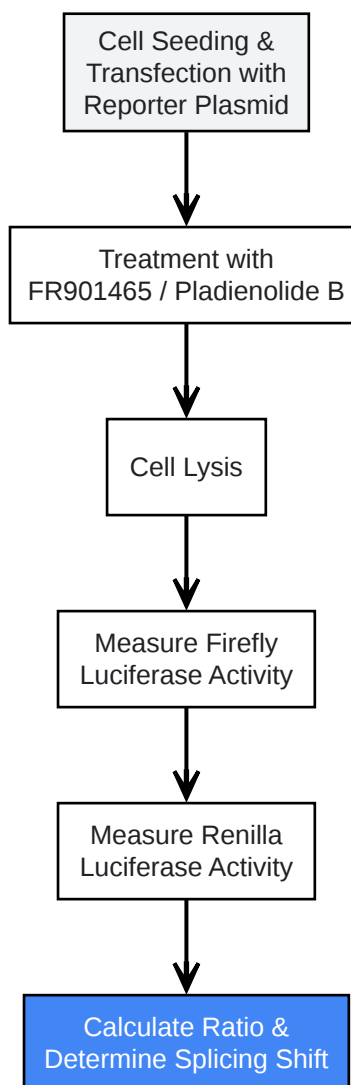 Cell Seeding &
Transfection with
Reporter Plasmid
Treatment with
FR901465 / Pladienolide B
Cell Lysis
Measure Firefly
Luciferase Activity
Measure Renilla
Luciferase Activity
Calculate Ratio &
Determine Splicing Shift